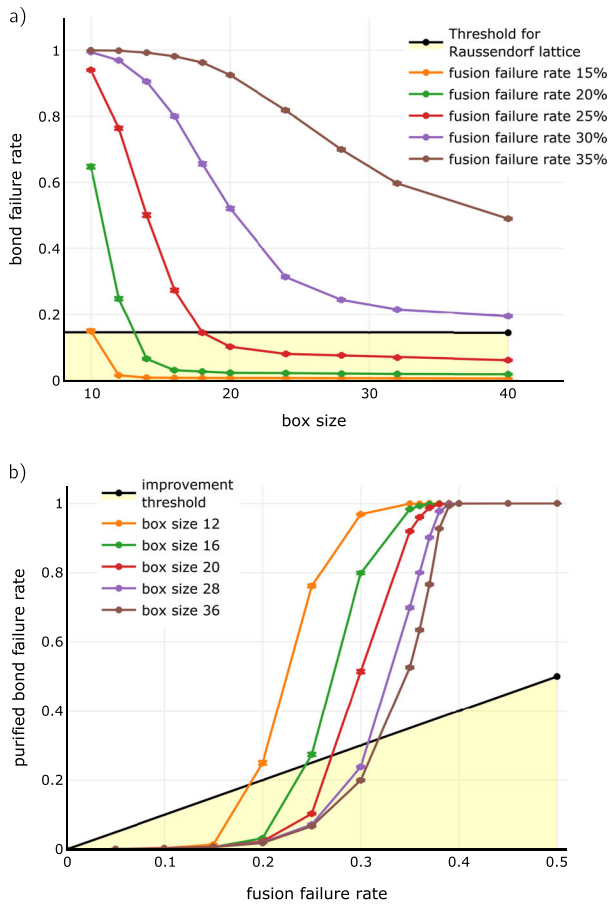 a)
bond failure rate
1
0.8
0.6
0.4
0.2
0
10
20
30
40
box size
Threshold for
Raussendorf lattice
fusion failure rate 15%
fusion failure rate 20%
fusion failure rate 25%
fusion failure rate 30%
fusion failure rate 35%
b)
purified bond failure rate
1
0.8
0.6
0.4
0.2
0
0
0.1
0.2
0.3
0.4
0.5
fusion failure rate
improvement
threshold
box size 12
box size 16
box size 20
box size 28
box size 36